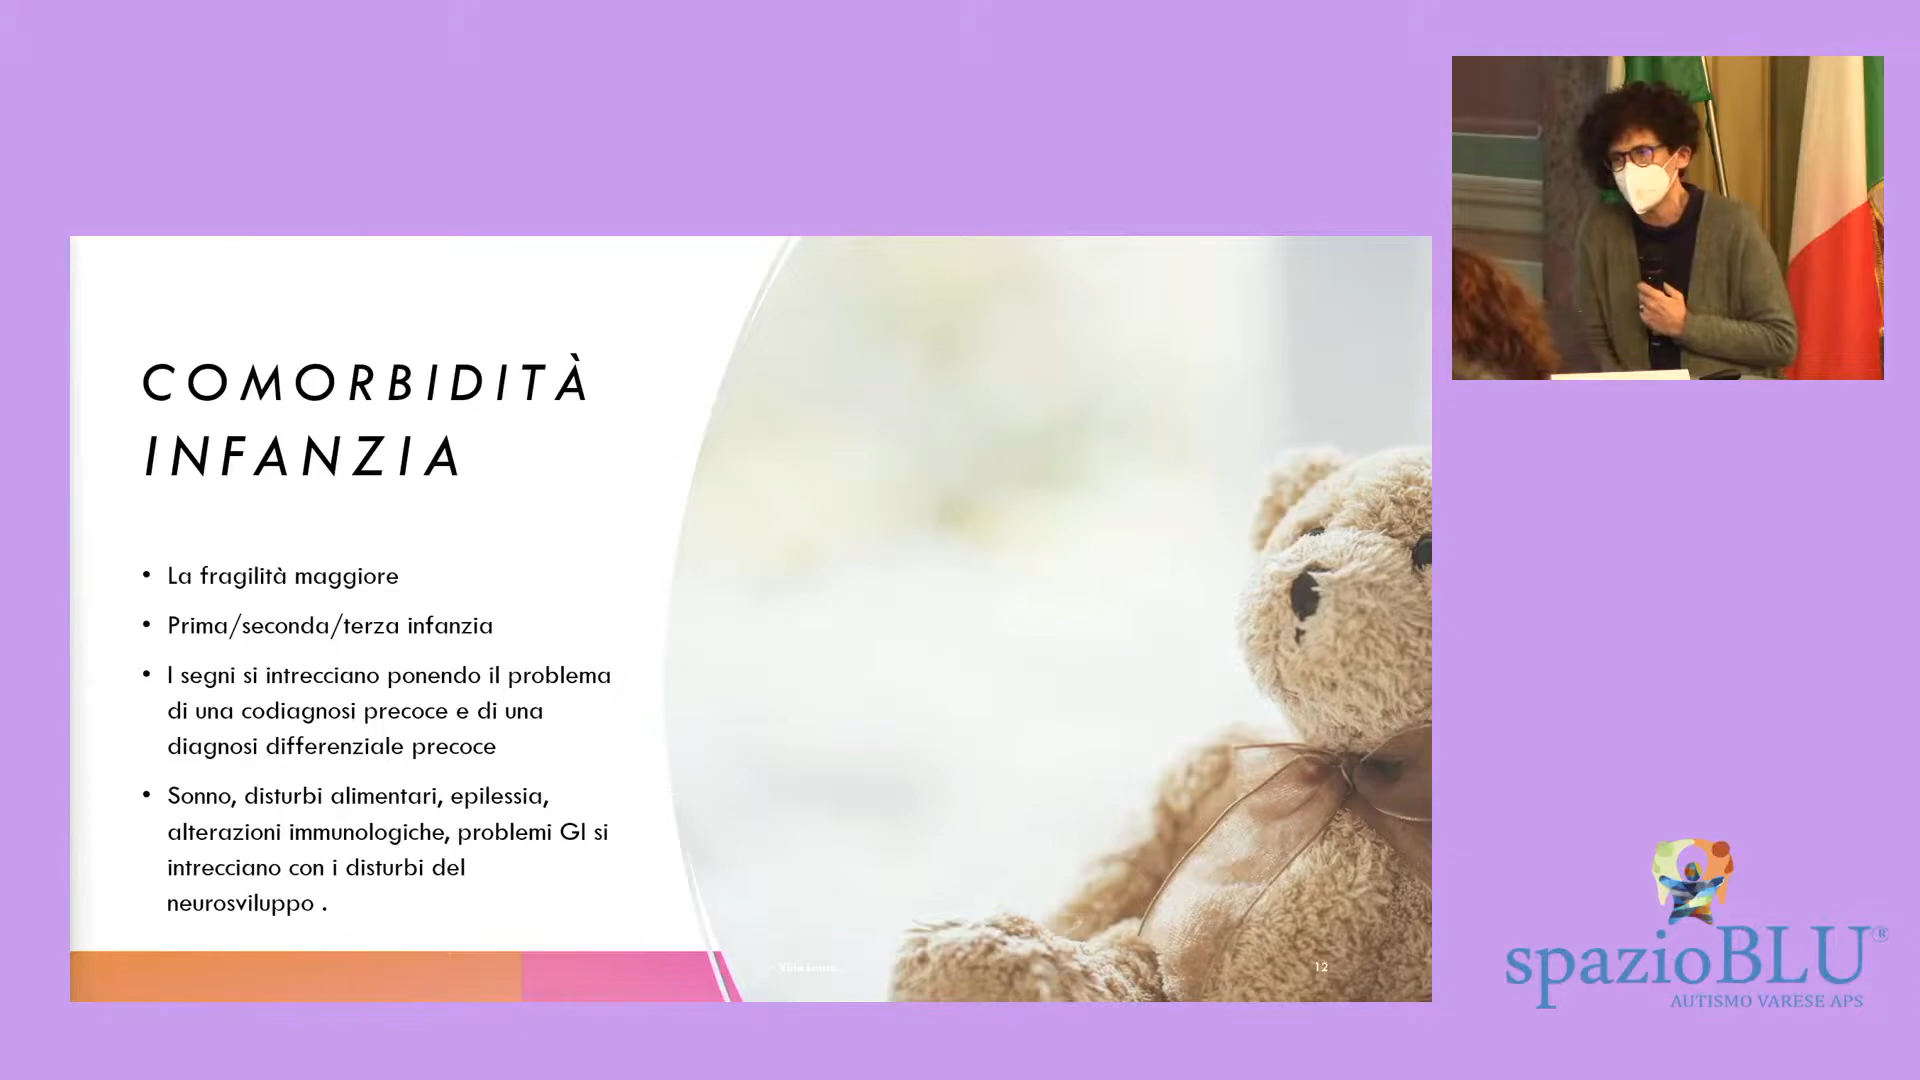 COMORBIDITÀ
INFANZIA
• La fragilità maggiore
• Prima/seconda/terza infanzia
• I segni si intrecciano ponendo il problema
di una codiagnosi precoce e di una
diagnosi differenziale precoce
• Sonno, disturbi alimentari, epilessia,
alterazioni immunologiche, problemi GI si
intrecciano con i disturbi del
neurosviluppo .
12
spazioBLU®
AUTISMO VARESE APS